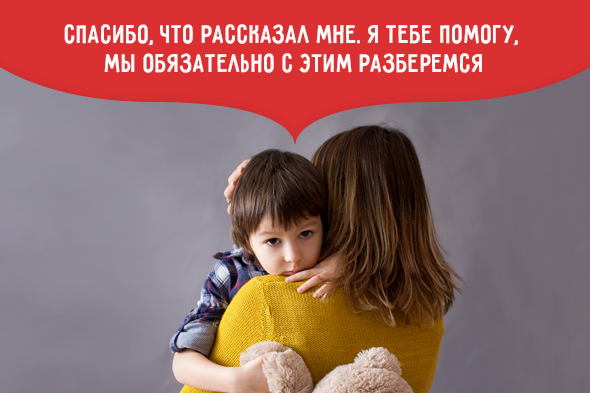 СПАСИБО, ЧТО РАССКАЗАЛ МНЕ. Я ТЕБЕ ПОМОГУ,
МЫ ОБЯЗАТЕЛЬНО С ЭТИМ РАЗБЕРЕМСЯ